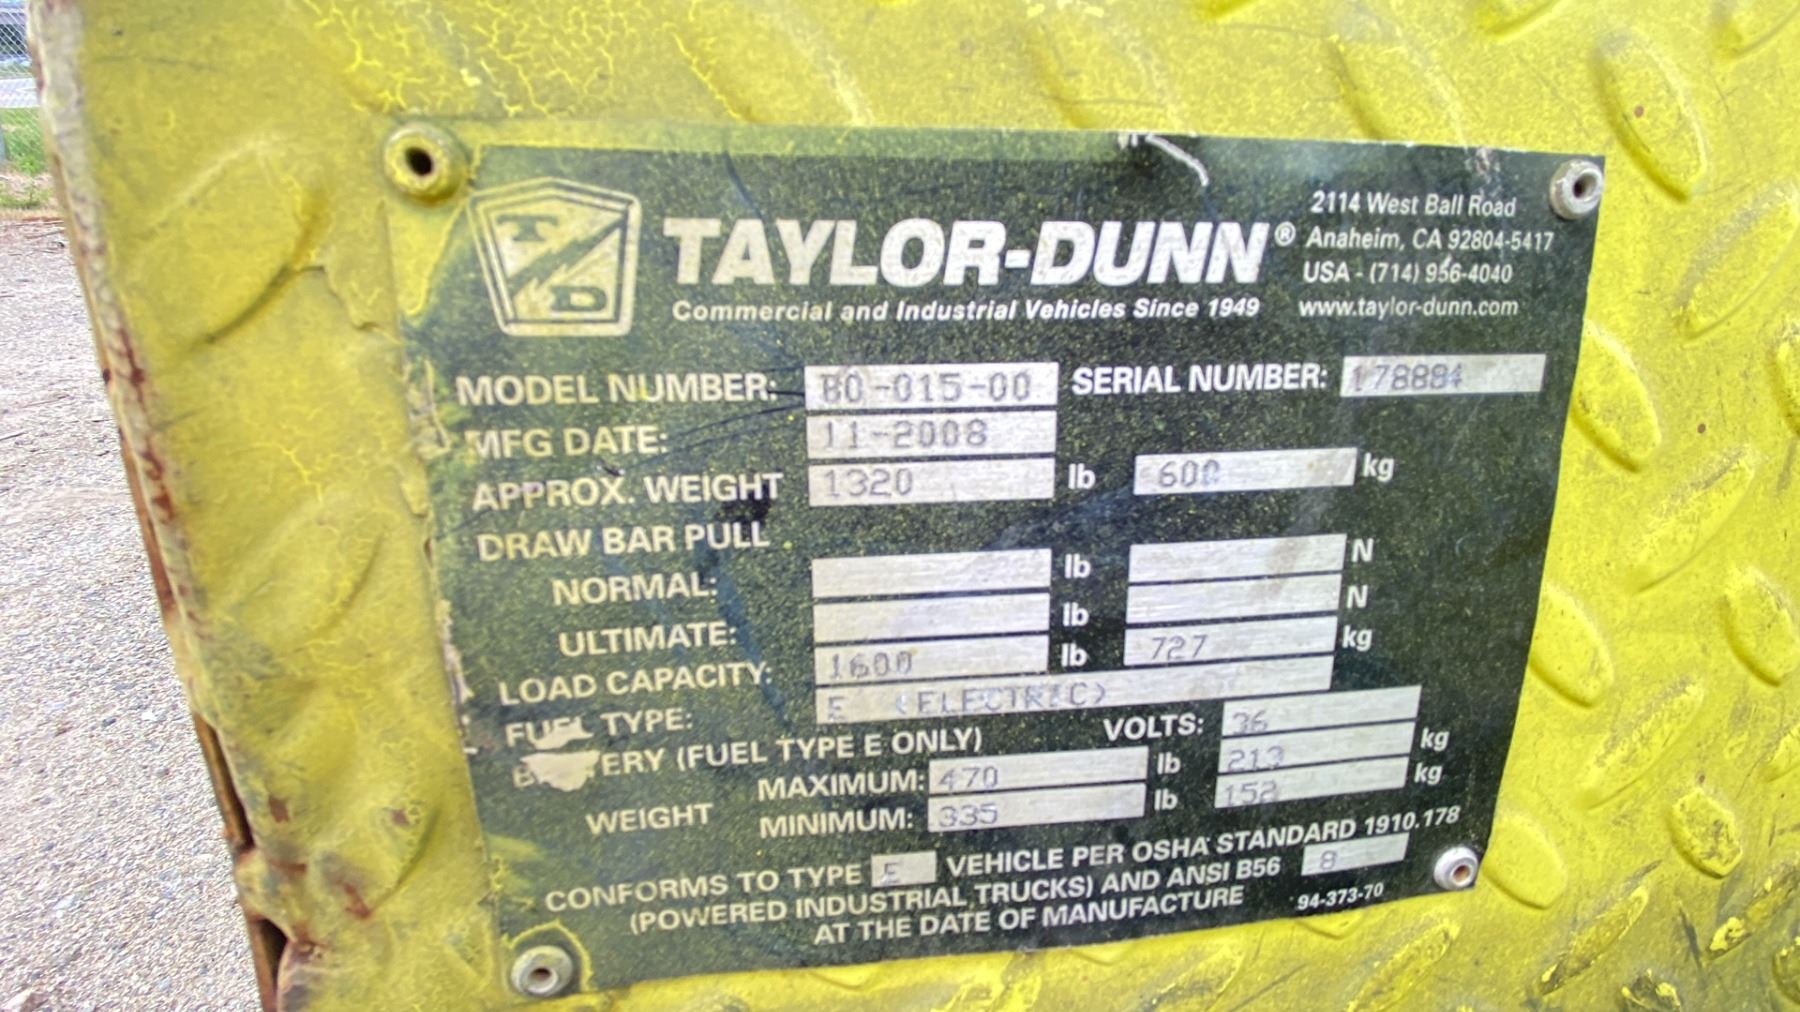 T D
TAYLOR-DUNN®
Commercial and Industrial Vehicles Since 1949
2114 West Ball Road
Anaheim, CA 92804-5417
USA - (714) 956-4040
www.taylor-dunn.com
MODEL NUMBER: B0-015-00 SERIAL NUMBER: 178884
MFG DATE: 11-2008
APPROX. WEIGHT 1320 lb 600 kg
DRAW BAR PULL
NORMAL: lb N
ULTIMATE: lb N
LOAD CAPACITY: 1600 lb 727 kg
FUEL TYPE: E (ELECTRIC)
(FUEL TYPE E ONLY) VOLTS: 36
MAXIMUM: 470 lb 213 kg
WEIGHT MINIMUM: 335 lb 152 kg
CONFORMS TO TYPE E VEHICLE PER OSHA STANDARD 1910.178
(POWERED INDUSTRIAL TRUCKS) AND ANSI B56 8
AT THE DATE OF MANUFACTURE 94-373-70